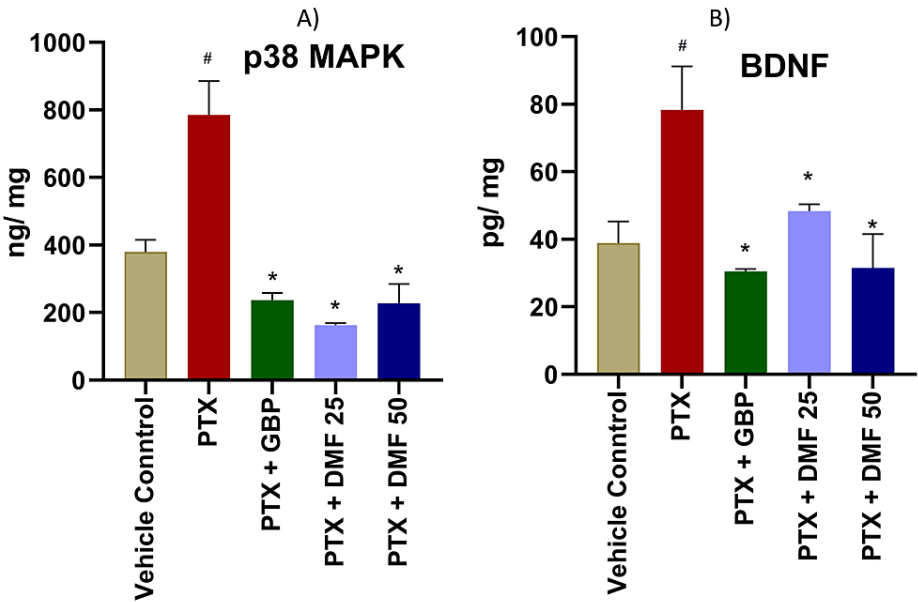 A)
p38 MAPK
ng/ mg
1000
800
600
400
200
0
#
*
*
*
Vehicle Conntrol
PTX
PTX + GBP
PTX + DMF 25
PTX + DMF 50
B)
BDNF
pg/ mg
100
80
60
40
20
0
#
*
*
*
Vehicle Control
PTX
PTX + GBP
PTX + DMF 25
PTX + DMF 50